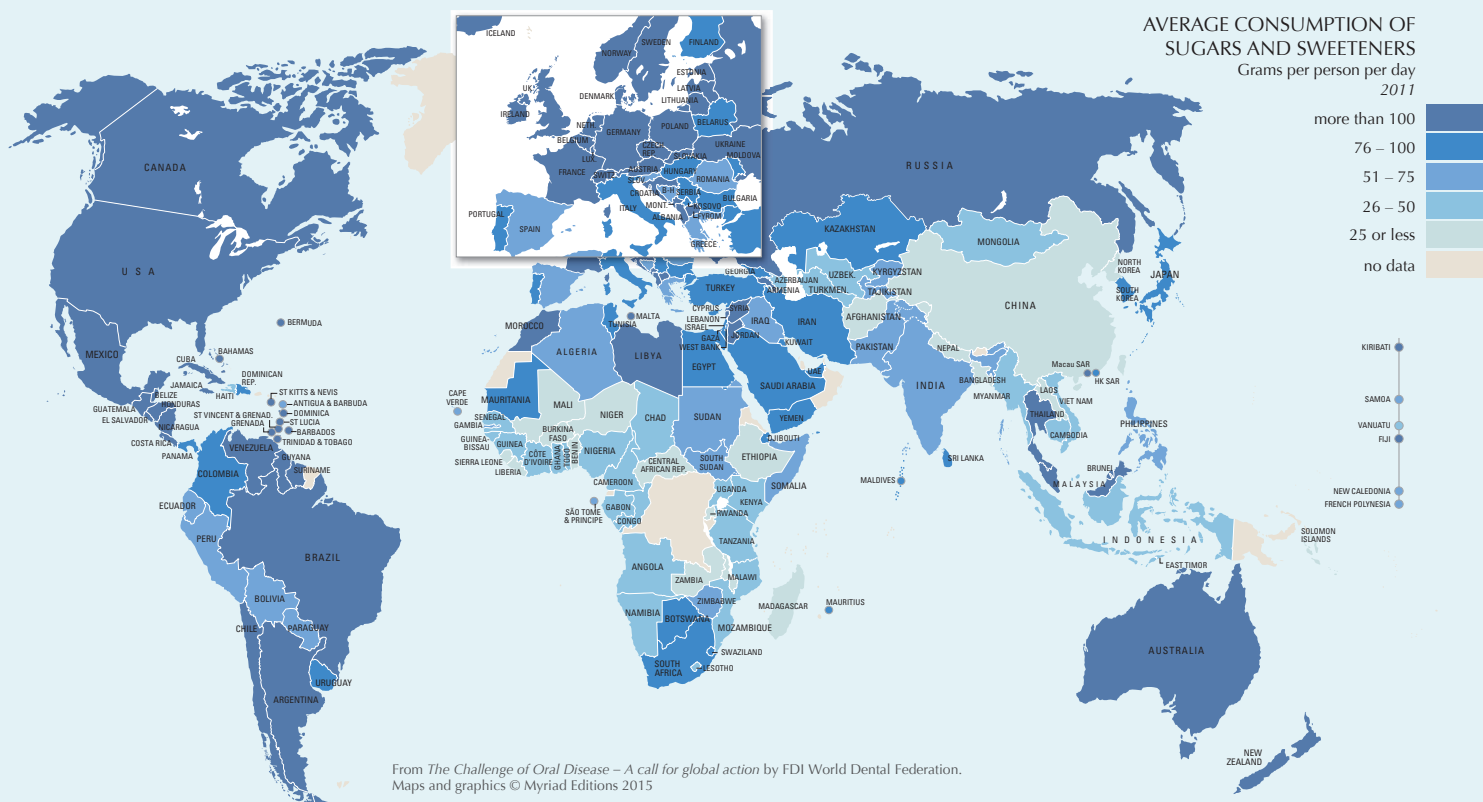 AVERAGE CONSUMPTION OF
SUGARS AND SWEETENERS
Grams per person per day
2011
more than 100
76 – 100
51 – 75
26 – 50
25 or less
no data
ICELAND
SWEDEN
FINLAND
NORWAY
ESTONIA
LATVIA
LITHUANIA
DENMARK
UK
IRELAND
NETH.
BELGIUM
GERMANY
POLAND
BELARUS
LUX.
CZECH
REP.
UKRAINE
SLOVAKIA
MOLDOVA
FRANCE
SWITZ.
AUSTRIA
HUNGARY
SLOV.
ROMANIA
CROATIA
B-H
SERBIA
MONT.
KOSOVO
BULGARIA
ITALY
ALBANIA
FYROM
PORTUGAL
SPAIN
GREECE
CANADA
USA
MEXICO
BERMUDA
BAHAMAS
CUBA
DOMINICAN
REP.
JAMAICA
HAITI
BELIZE
HONDURAS
GUATEMALA
EL SALVADOR
NICARAGUA
COSTA RICA
PANAMA
ST KITTS & NEVIS
ANTIGUA & BARBUDA
DOMINICA
ST VINCENT & GRENAD.
ST LUCIA
GRENADA
BARBADOS
TRINIDAD & TOBAGO
VENEZUELA
GUYANA
SURINAME
COLOMBIA
ECUADOR
PERU
BRAZIL
BOLIVIA
PARAGUAY
CHILE
URUGUAY
ARGENTINA
RUSSIA
KAZAKHSTAN
MONGOLIA
GEORGIA
AZERBAIJAN
ARMENIA
UZBEK.
TURKMEN.
KYRGYZSTAN
TAJIKISTAN
TURKEY
CYPRUS
SYRIA
LEBANON
ISRAEL
GAZA
WEST BANK
JORDAN
IRAQ
IRAN
KUWAIT
AFGHANISTAN
PAKISTAN
CHINA
NORTH
KOREA
SOUTH
KOREA
JAPAN
NEPAL
INDIA
BANGLADESH
MYANMAR
Macau SAR
HK SAR
LAOS
VIET NAM
THAILAND
CAMBODIA
PHILIPPINES
BRUNEI
MALAYSIA
INDONESIA
EAST TIMOR
SRI LANKA
MALDIVES
SAUDI ARABIA
UAE
YEMEN
MALTA
TUNISIA
MOROCCO
ALGERIA
LIBYA
EGYPT
CAPE
VERDE
MAURITANIA
MALI
NIGER
CHAD
SUDAN
SENEGAL
GAMBIA
GUINEA-
BISSAU
GUINEA
SIERRA LEONE
LIBERIA
BURKINA
FASO
CÔTE
D'IVOIRE
GHANA
TOGO
BENIN
NIGERIA
CAMEROON
CENTRAL
AFRICAN REP.
SOUTH
SUDAN
ETHIOPIA
DJIBOUTI
SOMALIA
SÃO TOME
& PRINCIPE
GABON
CONGO
UGANDA
KENYA
RWANDA
TANZANIA
ANGOLA
ZAMBIA
MALAWI
NAMIBIA
ZIMBABWE
BOTSWANA
MOZAMBIQUE
MADAGASCAR
MAURITIUS
SWAZILAND
LESOTHO
SOUTH
AFRICA
KIRIBATI
SAMOA
VANUATU
FIJI
NEW CALEDONIA
FRENCH POLYNESIA
SOLOMON
ISLANDS
AUSTRALIA
NEW
ZEALAND
From The Challenge of Oral Disease – A call for global action by FDI World Dental Federation.
Maps and graphics © Myriad Editions 2015